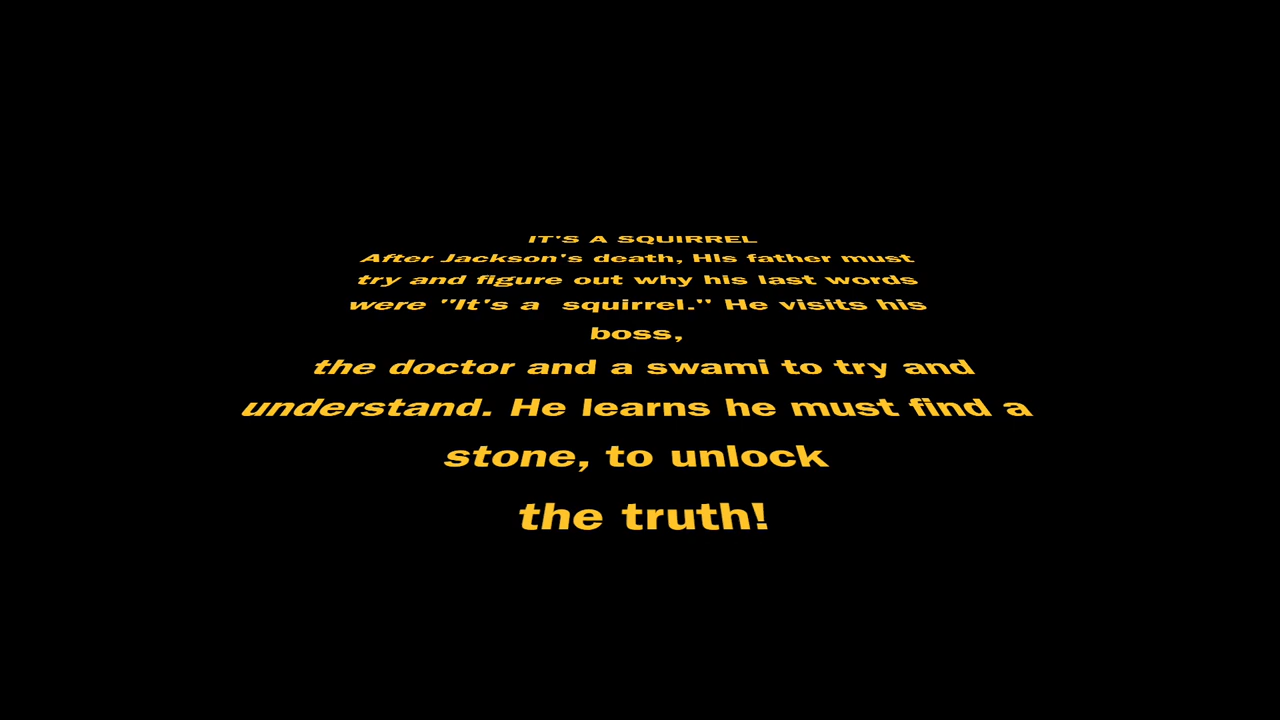 IT'S A SQUIRREL
After Jackson's death, His father must
try and figure out why his last words
were "It's a  squirrel." He visits his
boss,
the doctor and a swami to try and
understand. He learns he must find a
stone, to unlock
the truth!